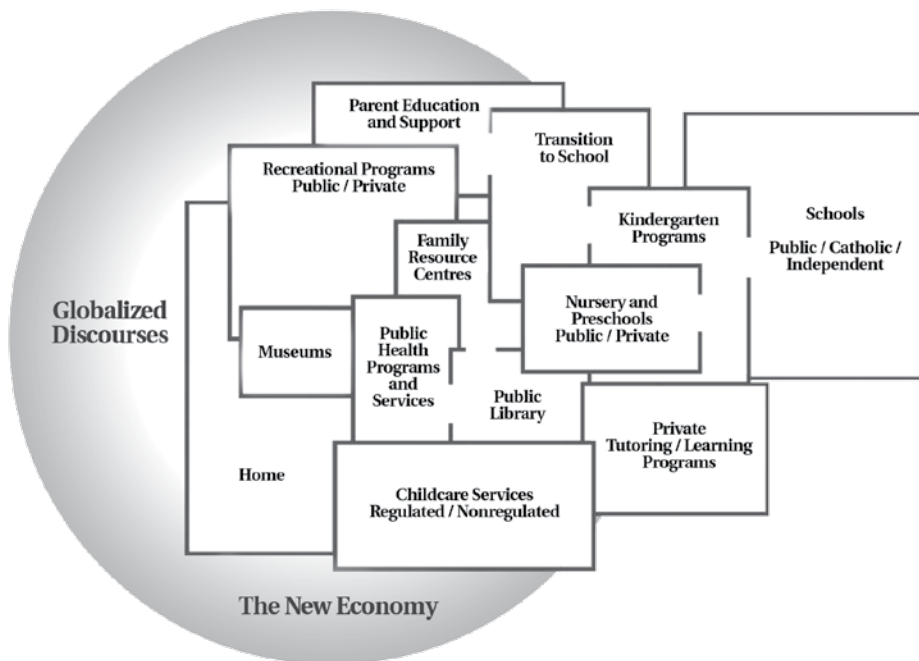 Parent Education
and Support
Transition
to School
Recreational Programs
Public / Private
Kindergarten
Programs
Schools
Public / Catholic /
Independent
Family
Resource
Centres
Globalized
Discourses
Nursery and
Preschools
Public / Private
Museums
Public
Health
Programs
and
Services
Public
Library
Private
Tutoring / Learning
Programs
Home
Childcare Services
Regulated / Nonregulated
The New Economy